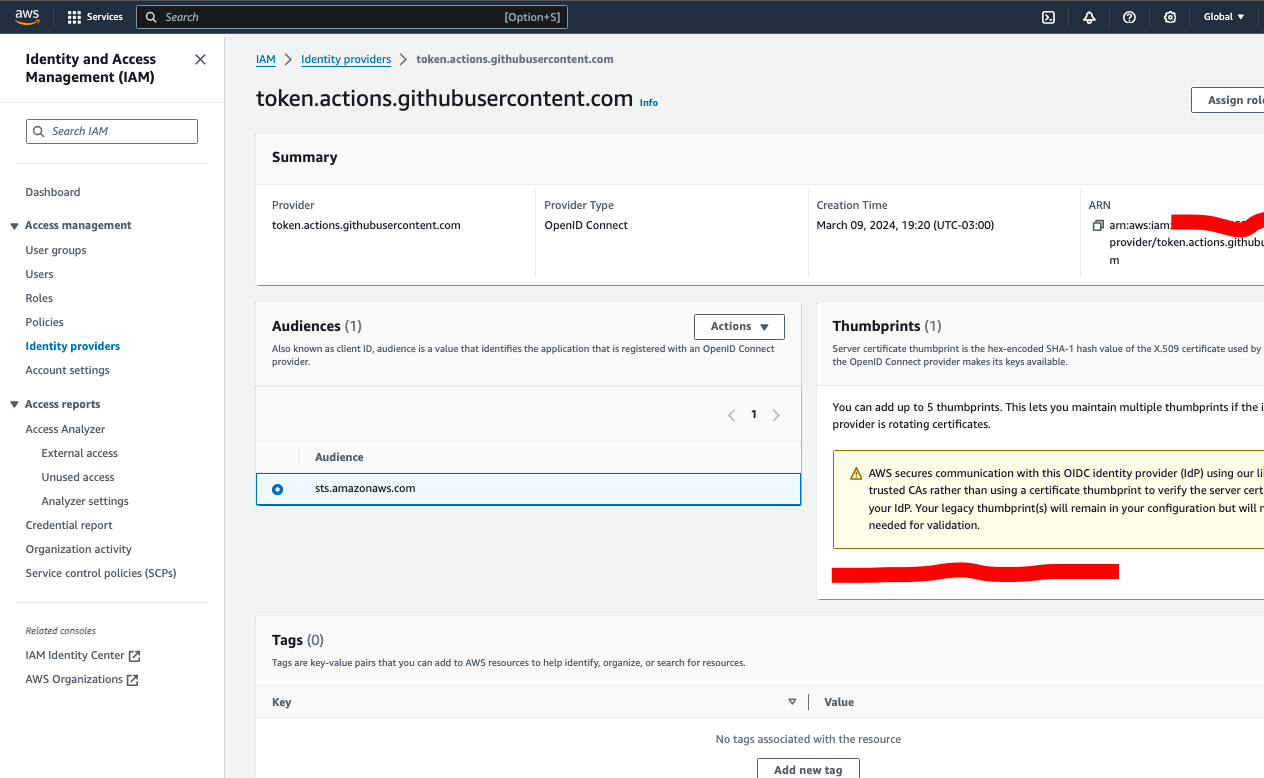 aws
Services
Search
[Option+S]
Global
Identity and Access
Management (IAM)
Search IAM
Dashboard
Access management
User groups
Users
Roles
Policies
Identity providers
Account settings
Access reports
Access Analyzer
External access
Unused access
Analyzer settings
Credential report
Organization activity
Service control policies (SCPs)
Related consoles
IAM Identity Center
AWS Organizations
IAM
Identity providers
token.actions.githubusercontent.com
token.actions.githubusercontent.com Info
Assign rol
Summary
Provider
token.actions.githubusercontent.com
Provider Type
OpenID Connect
Creation Time
March 09, 2024, 19:20 (UTC-03:00)
ARN
arn:aws:iam:
provider/token.actions.githubu
m
Audiences (1)
Actions
Also known as client ID, audience is a value that identifies the application that is registered with an OpenID Connect
provider.
1
Audience
sts.amazonaws.com
Thumbprints (1)
Server certificate thumbprint is the hex-encoded SHA-1 hash value of the X.509 certificate used by
the OpenID Connect provider makes its keys available.
You can add up to 5 thumbprints. This lets you maintain multiple thumbprints if the i
provider is rotating certificates.
AWS secures communication with this OIDC identity provider (IdP) using our li
trusted CAs rather than using a certificate thumbprint to verify the server cert
your IdP. Your legacy thumbprint(s) will remain in your configuration but will
needed for validation.
Tags (0)
Tags are key-value pairs that you can add to AWS resources to help identify, organize, or search for resources.
Key
Value
No tags associated with the resource
Add new tag